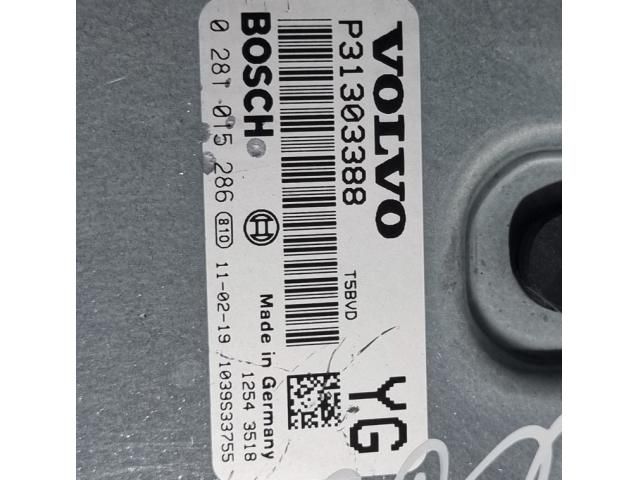 VOLVO YG
P31303388 T5BVD
BOSCH Made in Germany
1254 3518
0 281 015 286 810 11-02-19 1039S33755